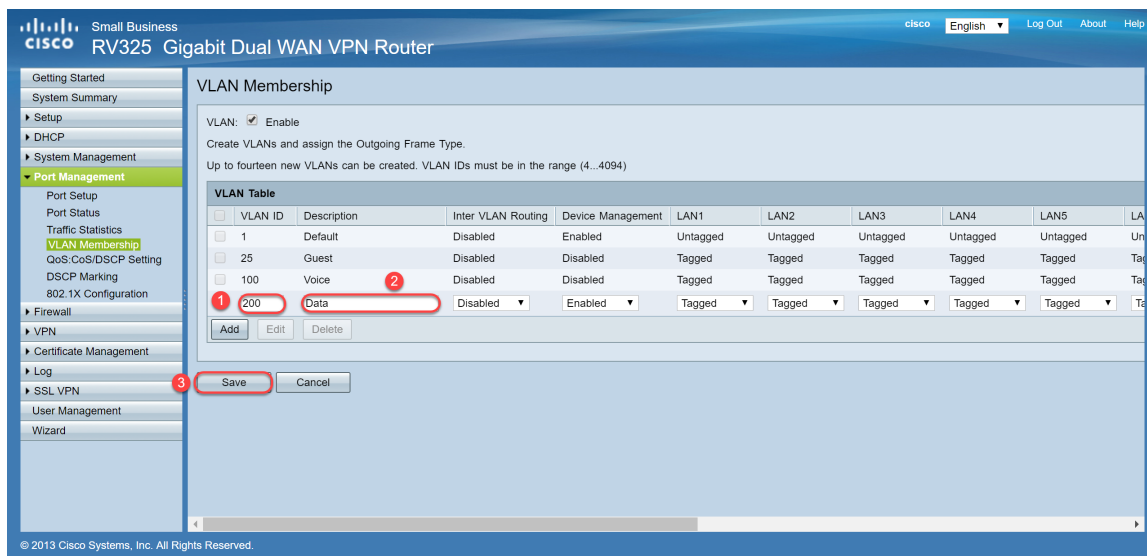 Small Business
cisco English Log Out About Help
CISCO RV325 Gigabit Dual WAN VPN Router
Getting Started
System Summary
Setup
DHCP
System Management
Port Management
Port Setup
Port Status
Traffic Statistics
VLAN Membership
QoS:CoS/DSCP Setting
DSCP Marking
802.1X Configuration
Firewall
VPN
Certificate Management
Log
SSL VPN
User Management
Wizard
VLAN Membership
VLAN: Enable
Create VLANs and assign the Outgoing Frame Type.
Up to fourteen new VLANs can be created. VLAN IDs must be in the range (4...4094)
VLAN Table
VLAN ID Description Inter VLAN Routing Device Management LAN1 LAN2 LAN3 LAN4 LAN5 LA
1 Default Disabled Enabled Untagged Untagged Untagged Untagged Untagged Un
25 Guest Disabled Disabled Tagged Tagged Tagged Tagged Tagged Tag
100 Voice Disabled Disabled Tagged Tagged Tagged Tagged Tagged Tag
2
1 200 Data Disabled Enabled Tagged Tagged Tagged Tagged Tagged Ta
Add Edit Delete
3 Save Cancel
© 2013 Cisco Systems, Inc. All Rights Reserved.